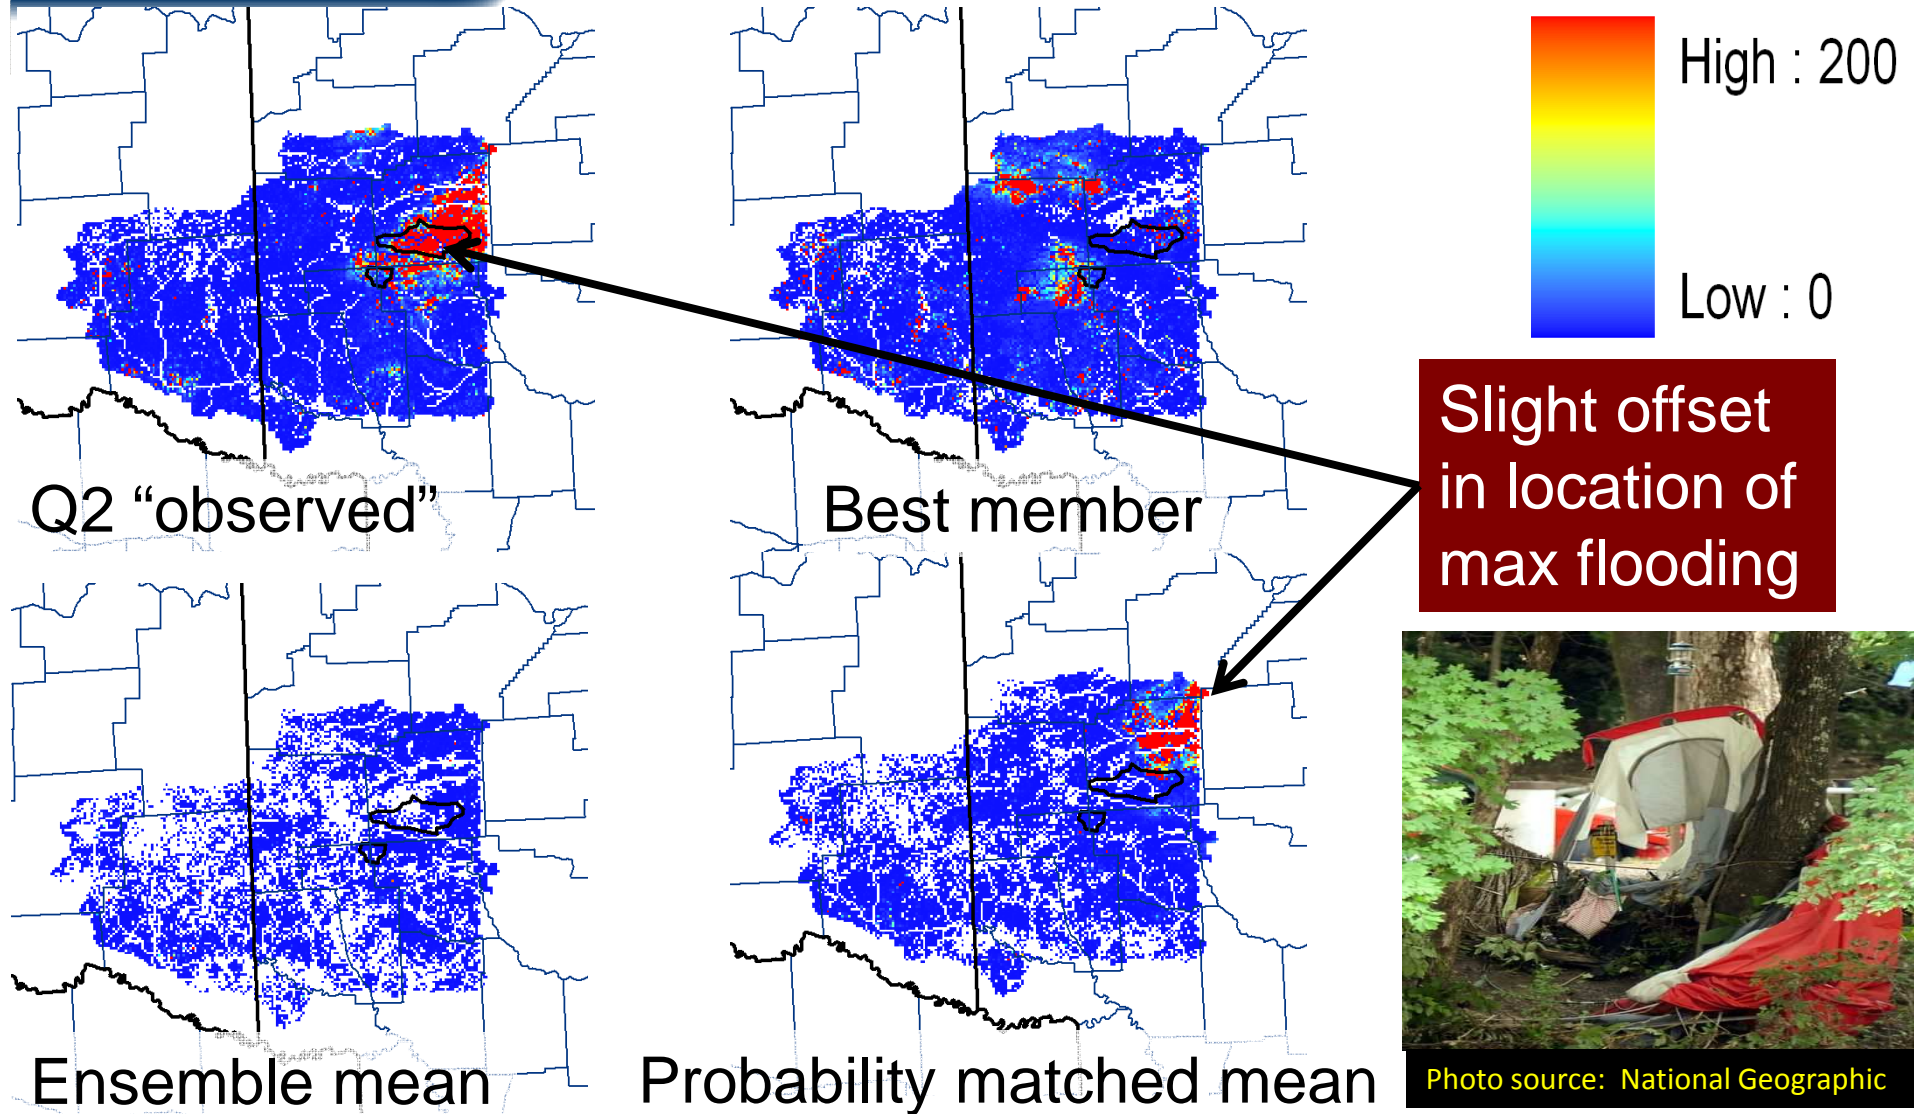 High : 200
Low : 0
Q2 “observed”
Best member
Slight offset
in location of
max flooding
Ensemble mean
Probability matched mean
Photo source: National Geographic